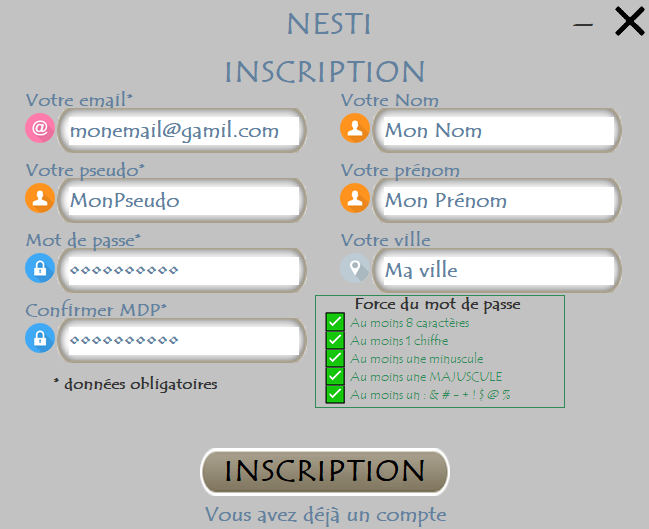 NESTI
INSCRIPTION
Votre email*
@ monemail@gamil.com
Votre pseudo*
MonPseudo
Mot de passe*
Confirmer MDP*
* données obligatoires
Votre Nom
Mon Nom
Votre prénom
Mon Prénom
Votre ville
Ma ville
Force du mot de passe
Au moins 8 caractères
Au moins 1 chiffre
Au moins une minuscule
Au moins une MAJUSCULE
Au moins un : & # - + ! $ @ %
INSCRIPTION
Vous avez déjà un compte